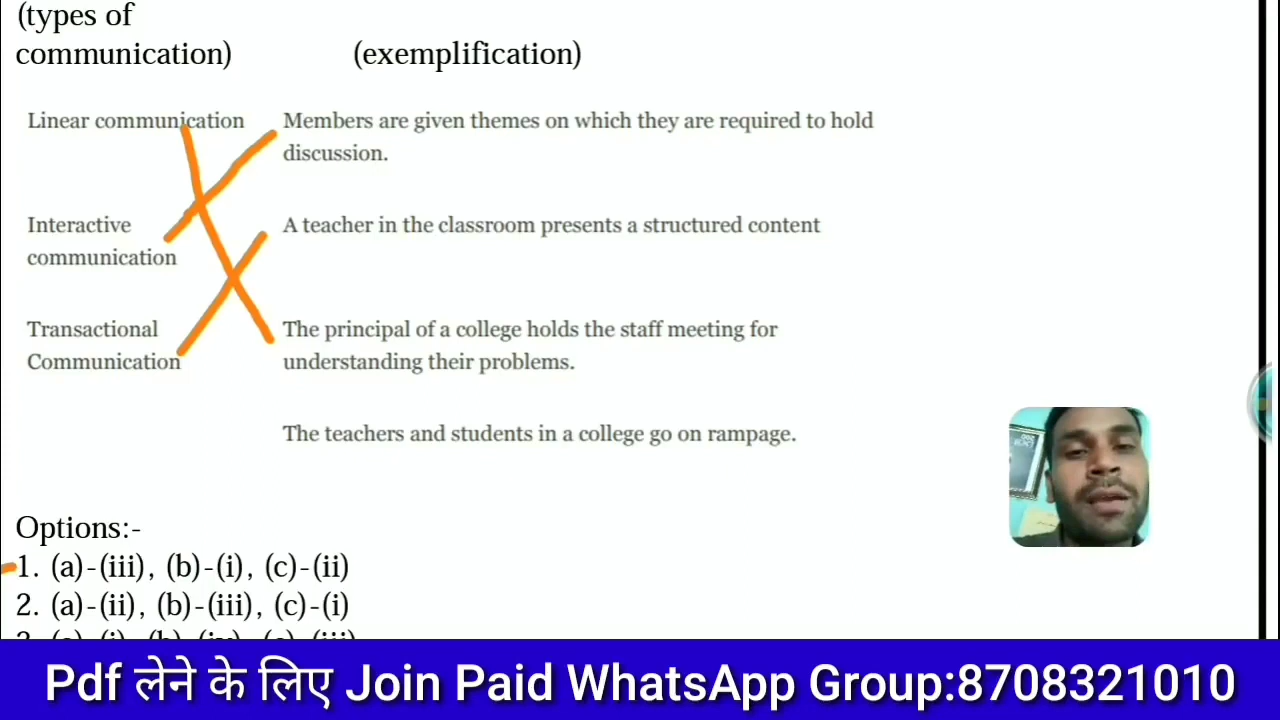 (types of
communication) (exemplification)
Linear communication Members are given themes on which they are required to hold
discussion.
Interactive A teacher in the classroom presents a structured content
communication
Transactional The principal of a college holds the staff meeting for
Communication understanding their problems.
The teachers and students in a college go on rampage.
Options:-
1. (a)-(iii), (b)-(i), (c)-(ii)
2. (a)-(ii), (b)-(iii), (c)-(i)
3. (a)-(i), (b)-(iv), (c)-(iii)
Pdf लेने के लिए Join Paid WhatsApp Group:8708321010